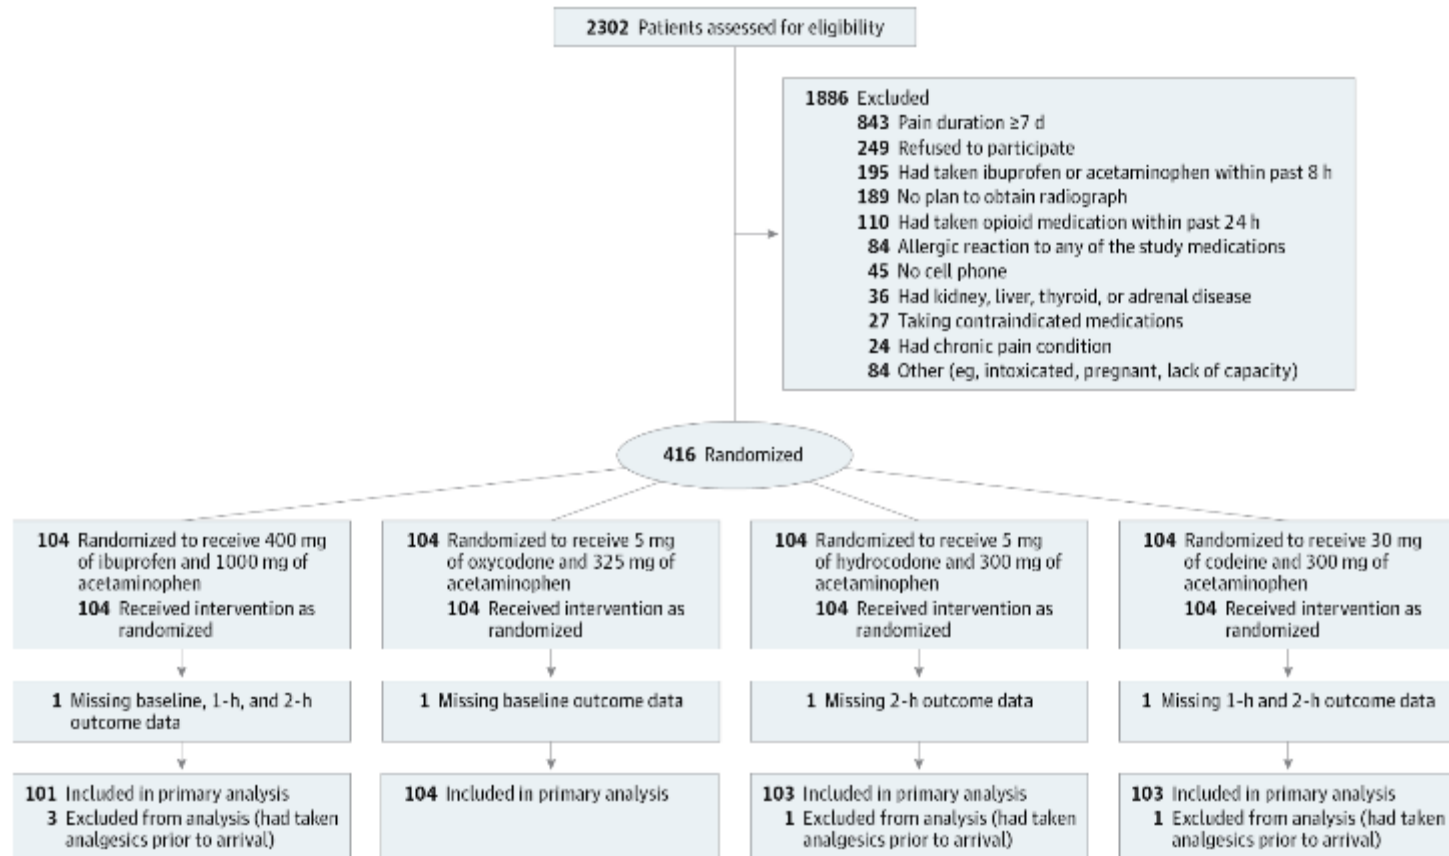 2302 Patients assessed for eligibility
1886 Excluded
843 Pain duration ≥7 d
249 Refused to participate
195 Had taken ibuprofen or acetaminophen within past 8 h
189 No plan to obtain radiograph
110 Had taken opioid medication within past 24 h
84 Allergic reaction to any of the study medications
45 No cell phone
36 Had kidney, liver, thyroid, or adrenal disease
27 Taking contraindicated medications
24 Had chronic pain condition
84 Other (eg, intoxicated, pregnant, lack of capacity)
416 Randomized
104 Randomized to receive 400 mg
of ibuprofen and 1000 mg of
acetaminophen
104 Received intervention as
randomized
104 Randomized to receive 5 mg
of oxycodone and 325 mg of
acetaminophen
104 Received intervention as
randomized
104 Randomized to receive 5 mg
of hydrocodone and 300 mg of
acetaminophen
104 Received intervention as
randomized
104 Randomized to receive 30 mg
of codeine and 300 mg of
acetaminophen
104 Received intervention as
randomized
1 Missing baseline, 1-h, and 2-h
outcome data
1 Missing baseline outcome data
1 Missing 2-h outcome data
1 Missing 1-h and 2-h outcome data
101 Included in primary analysis
3 Excluded from analysis (had taken
analgesics prior to arrival)
104 Included in primary analysis
103 Included in primary analysis
1 Excluded from analysis (had taken
analgesics prior to arrival)
103 Included in primary analysis
1 Excluded from analysis (had taken
analgesics prior to arrival)